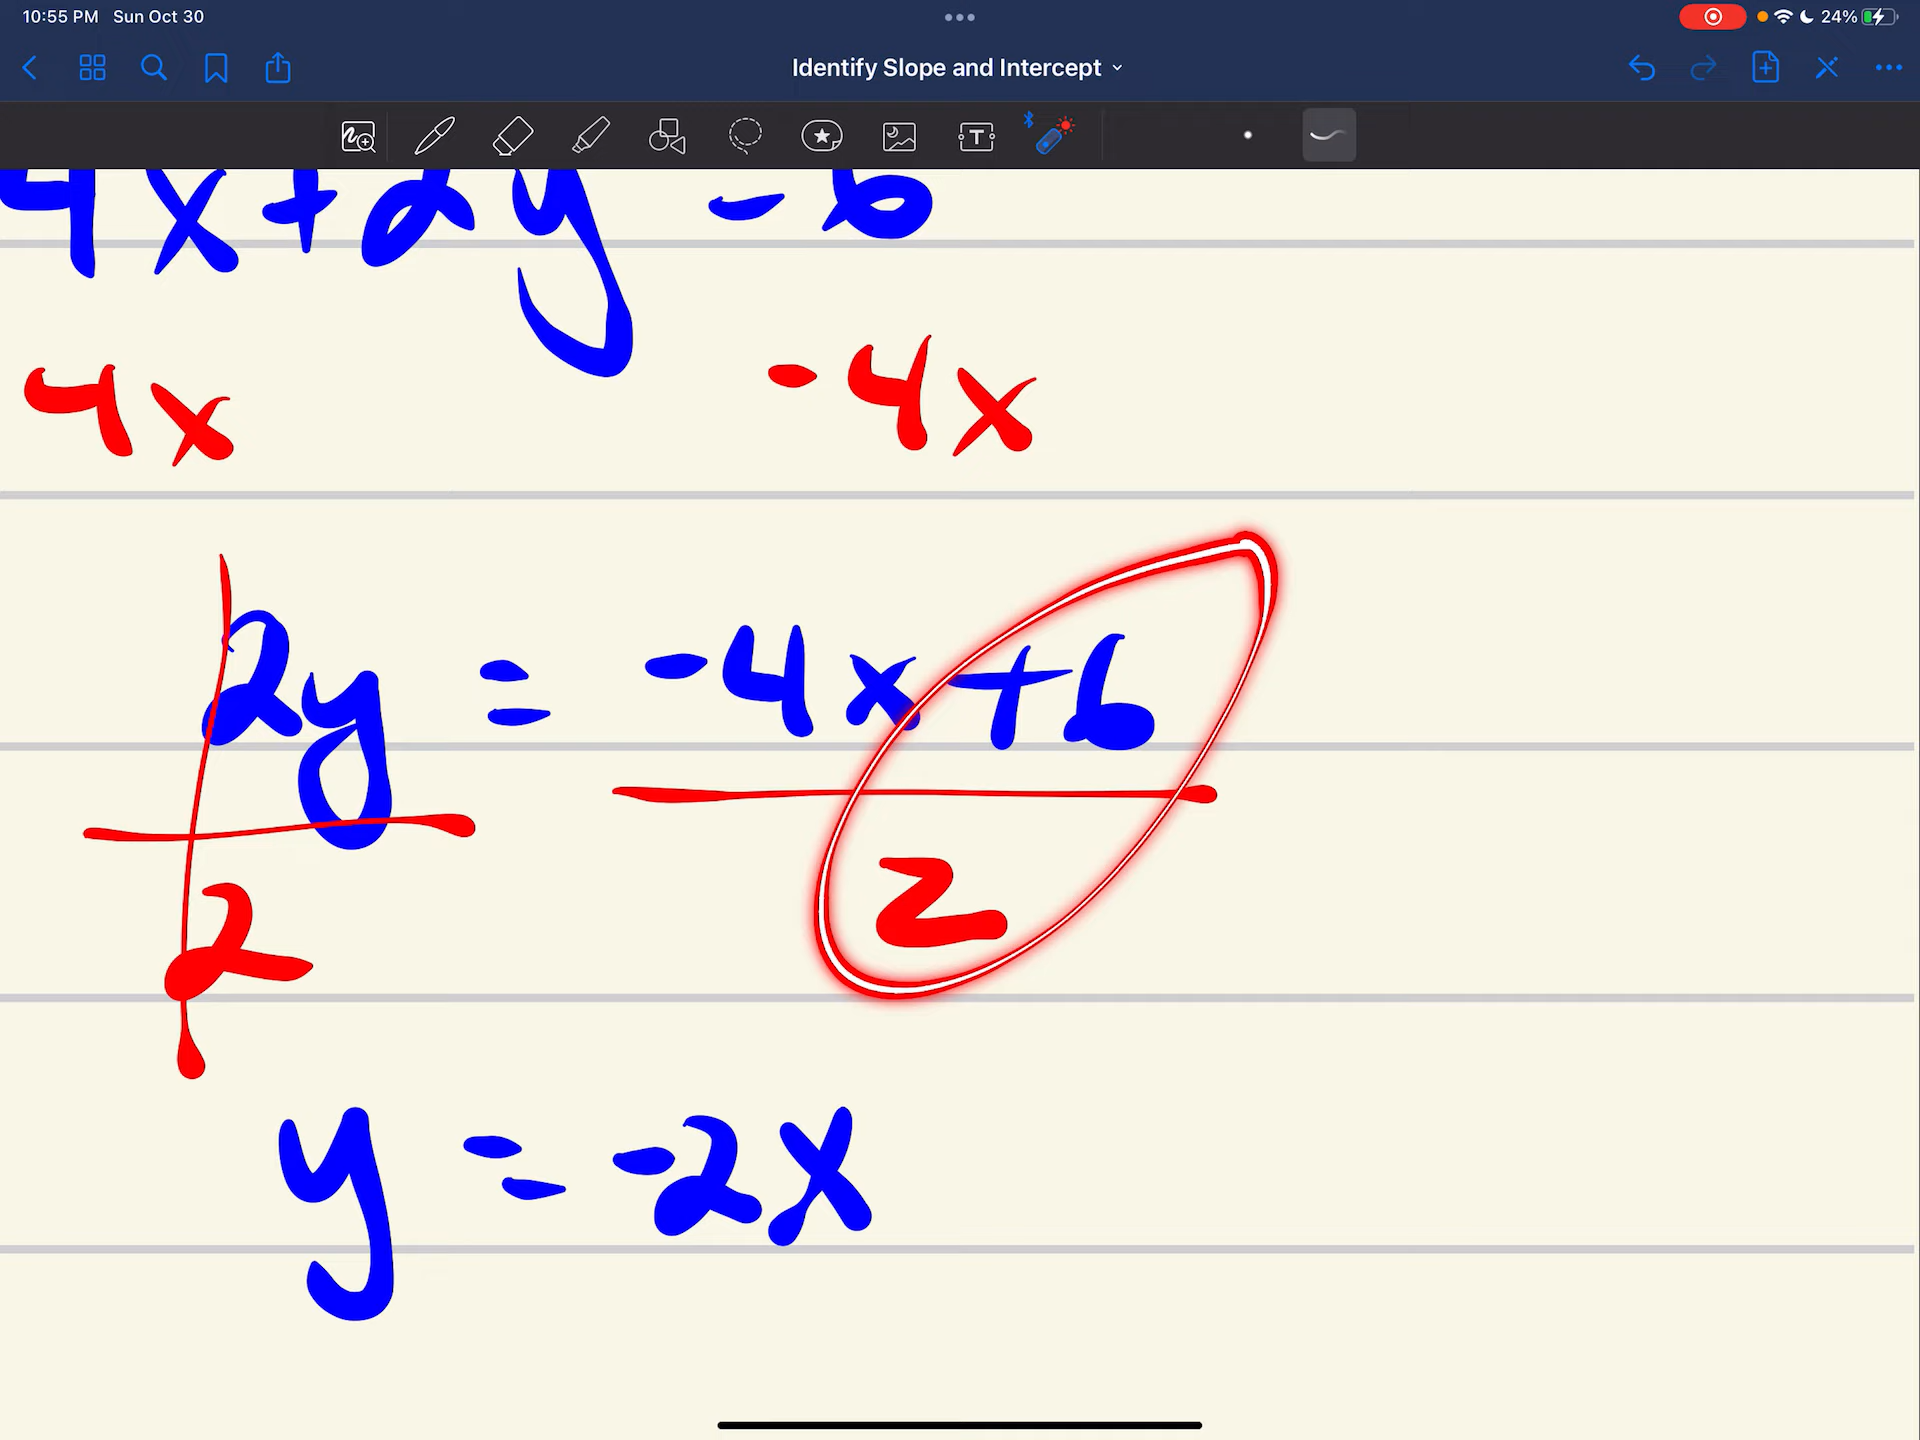 10:55 PM Sun Oct 30
24%
Identify Slope and Intercept
4x+2y = 6
4x -4x
2y = -4x+6
2 2
y = -2x